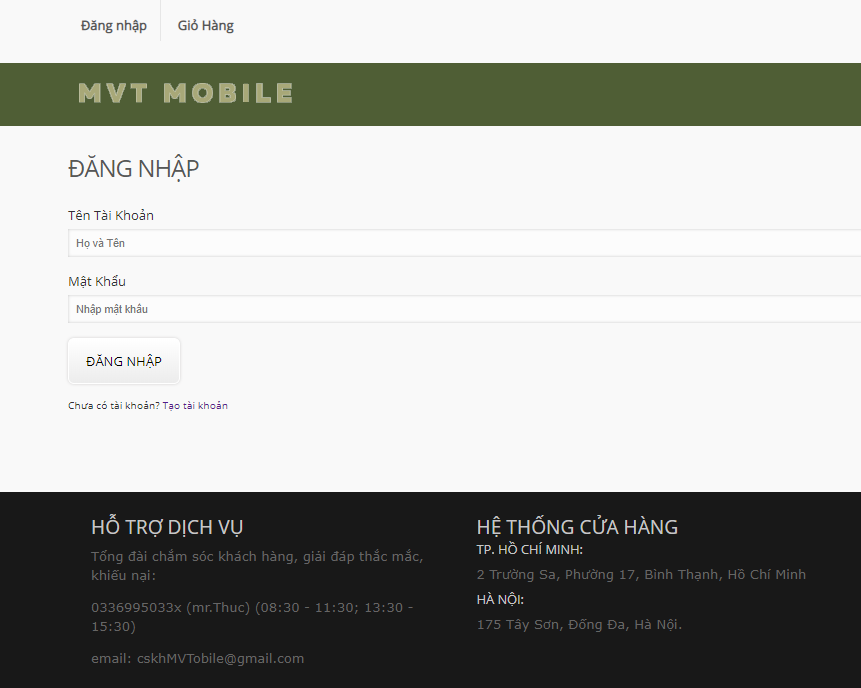 Đăng nhập
Giỏ Hàng
MVT MOBILE
ĐĂNG NHẬP
Tên Tài Khoản
Họ và Tên
Mật Khẩu
Nhập mật khẩu
ĐĂNG NHẬP
Chưa có tài khoản? Tạo tài khoản
HỖ TRỢ DỊCH VỤ
Tổng đài chắm sóc khách hàng, giải đáp thắc mắc,
khiếu nại:
0336995033x (mr.Thuc) (08:30 - 11:30; 13:30 -
15:30)
email: cskhMVTobile@gmail.com
HỆ THỐNG CỬA HÀNG
TP. HỒ CHÍ MINH:
2 Trường Sa, Phường 17, Bình Thạnh, Hồ Chí Minh
HÀ NỘI:
175 Tây Sơn, Đống Đa, Hà Nội.